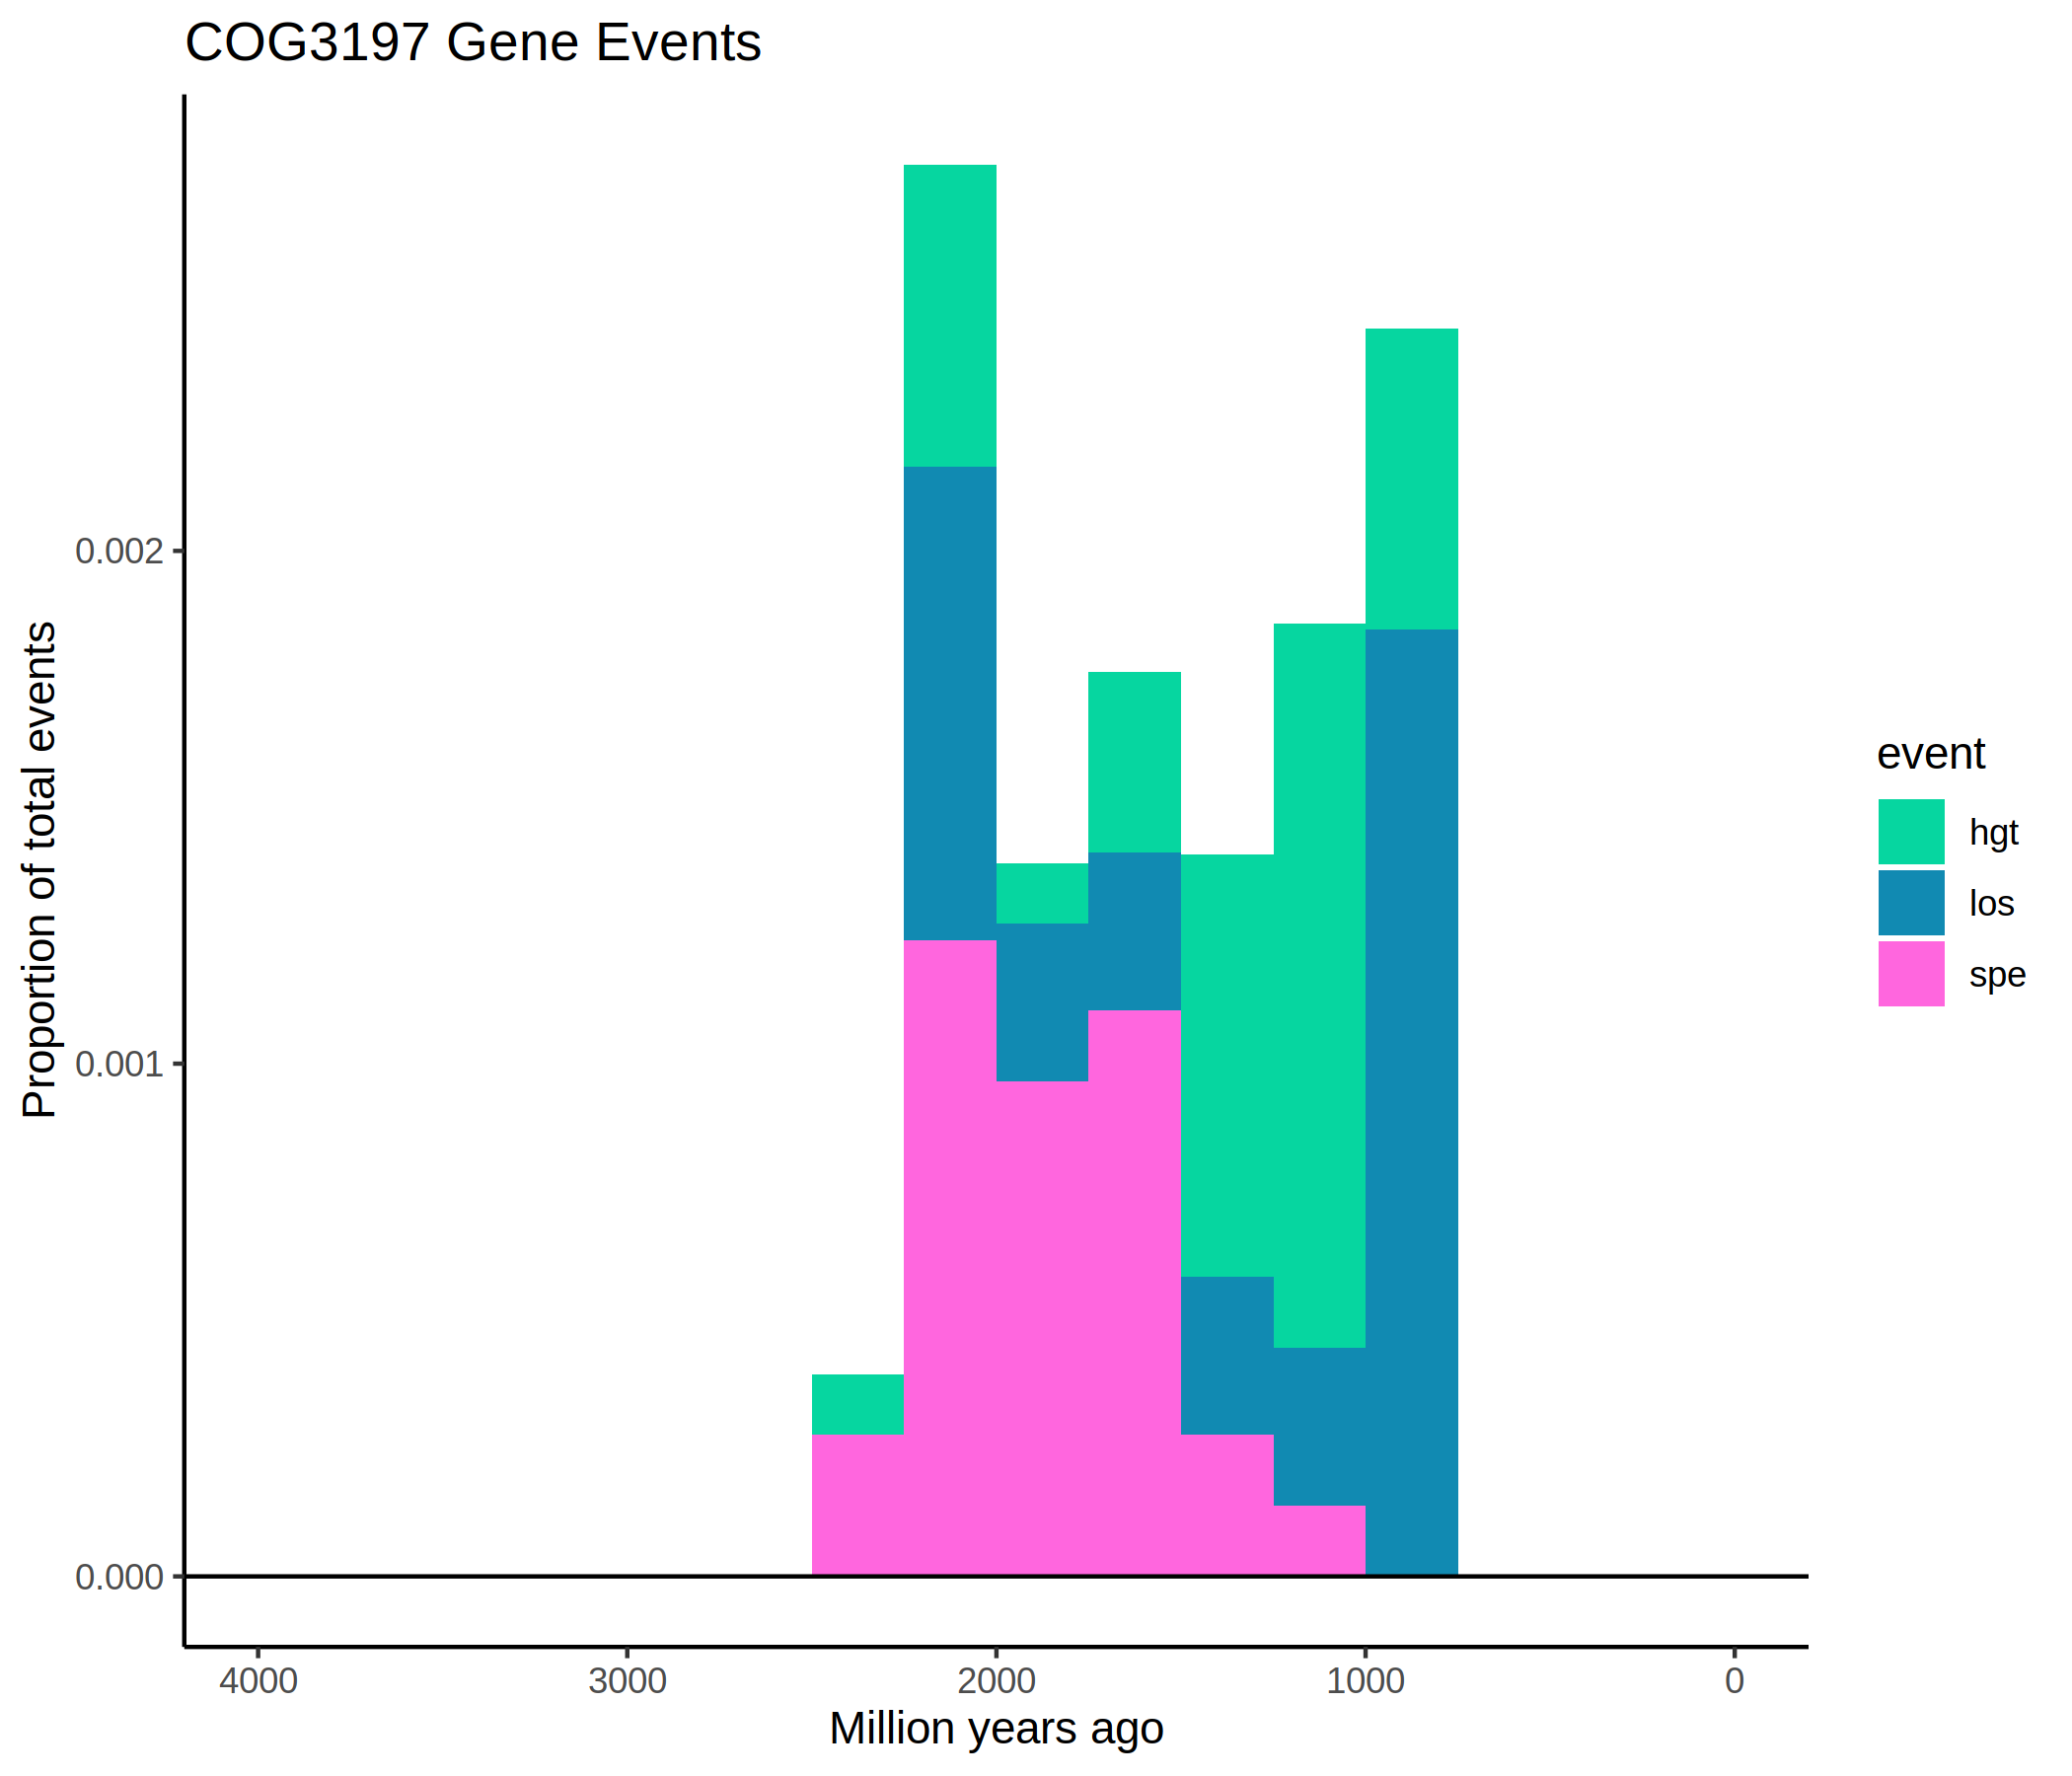 COG3197 Gene Events
Proportion of total events
0.002
0.001
0.000
4000 3000 2000 1000 0
Million years ago
event
hgt
los
spe